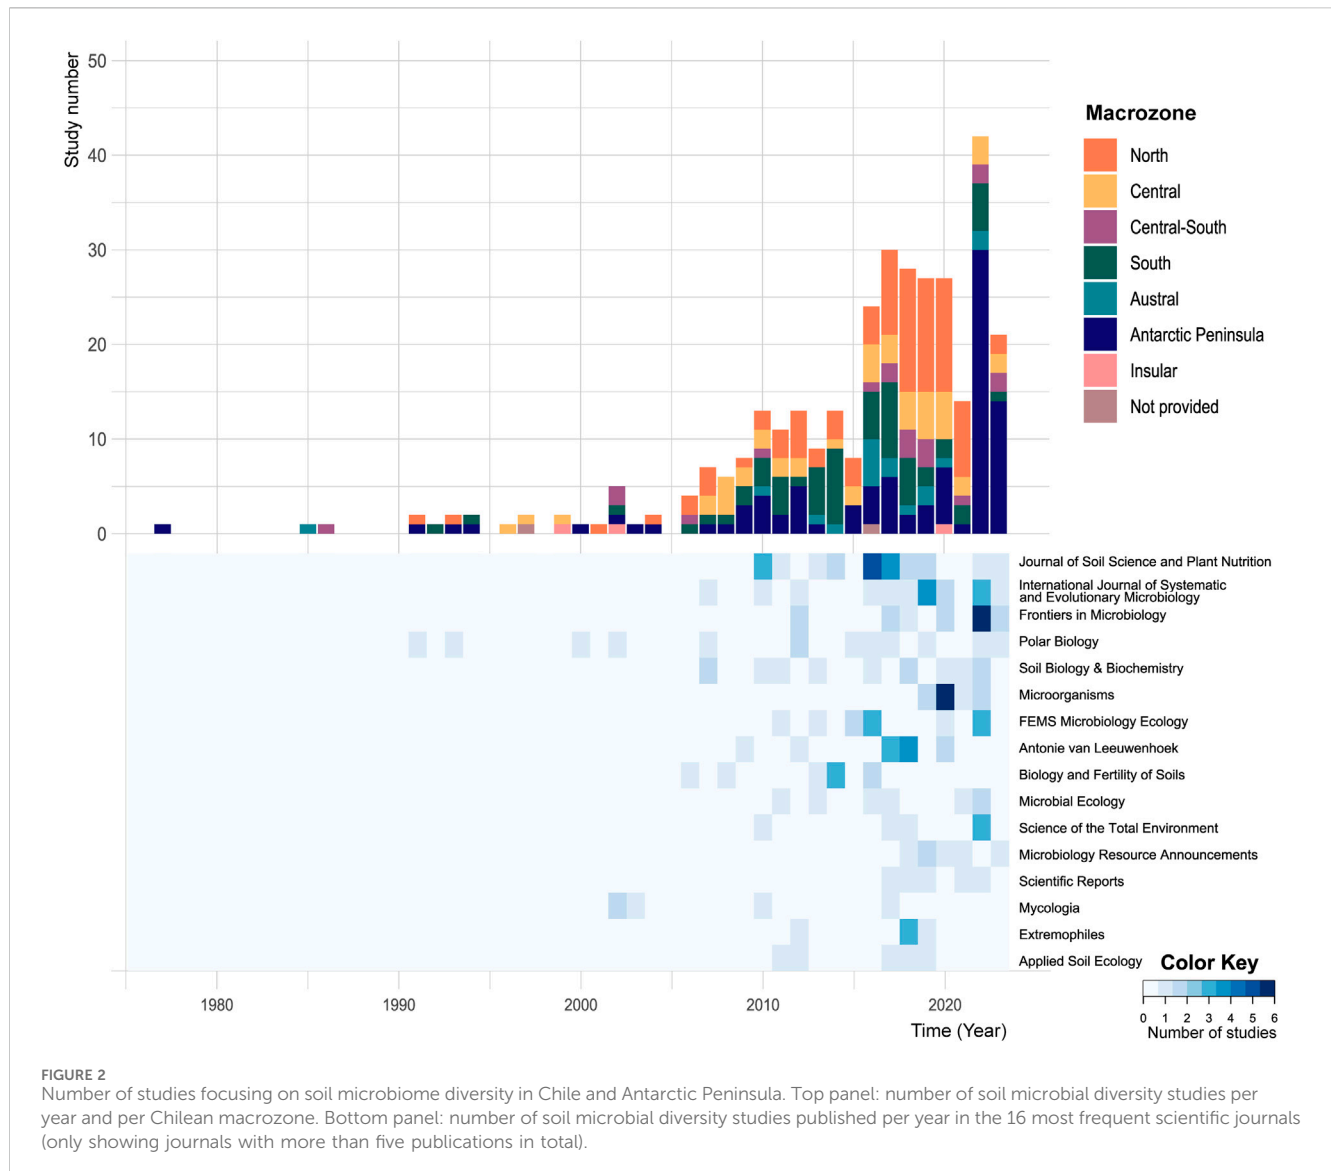 Study number
50
40
30
20
10
0
Macrozone
North
Central
Central-South
South
Austral
Antarctic Peninsula
Insular
Not provided
Journal of Soil Science and Plant Nutrition
International Journal of Systematic
and Evolutionary Microbiology
Frontiers in Microbiology
Polar Biology
Soil Biology & Biochemistry
Microorganisms
FEMS Microbiology Ecology
Antonie van Leeuwenhoek
Biology and Fertility of Soils
Microbial Ecology
Science of the Total Environment
Microbiology Resource Announcements
Scientific Reports
Mycologia
Extremophiles
Applied Soil Ecology
Color Key
0 1 2 3 4 5 6
Number of studies
1980 1990 2000 2010 2020
Time (Year)
FIGURE 2
Number of studies focusing on soil microbiome diversity in Chile and Antarctic Peninsula. Top panel: number of soil microbial diversity studies per
year and per Chilean macrozone. Bottom panel: number of soil microbial diversity studies published per year in the 16 most frequent scientific journals
(only showing journals with more than five publications in total).